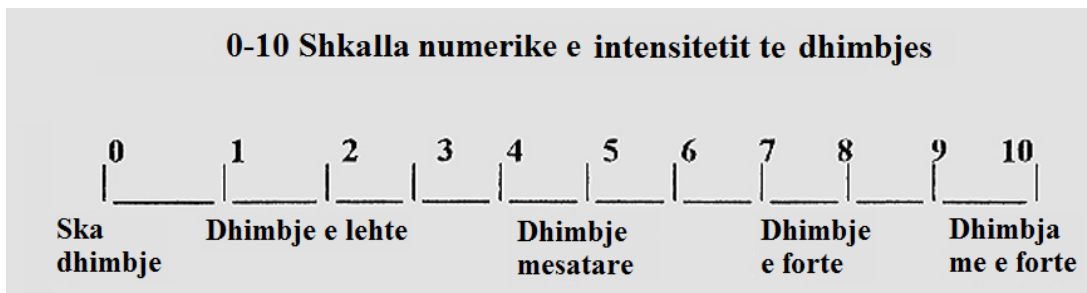 0-10 Shkalla numerike e intensitetit te dhimbjes
0 1 2 3 4 5 6 7 8 9 10
Ska dhimbje
Dhimbje e lehte
Dhimbje mesatare
Dhimbje e forte
Dhimbja me e forte